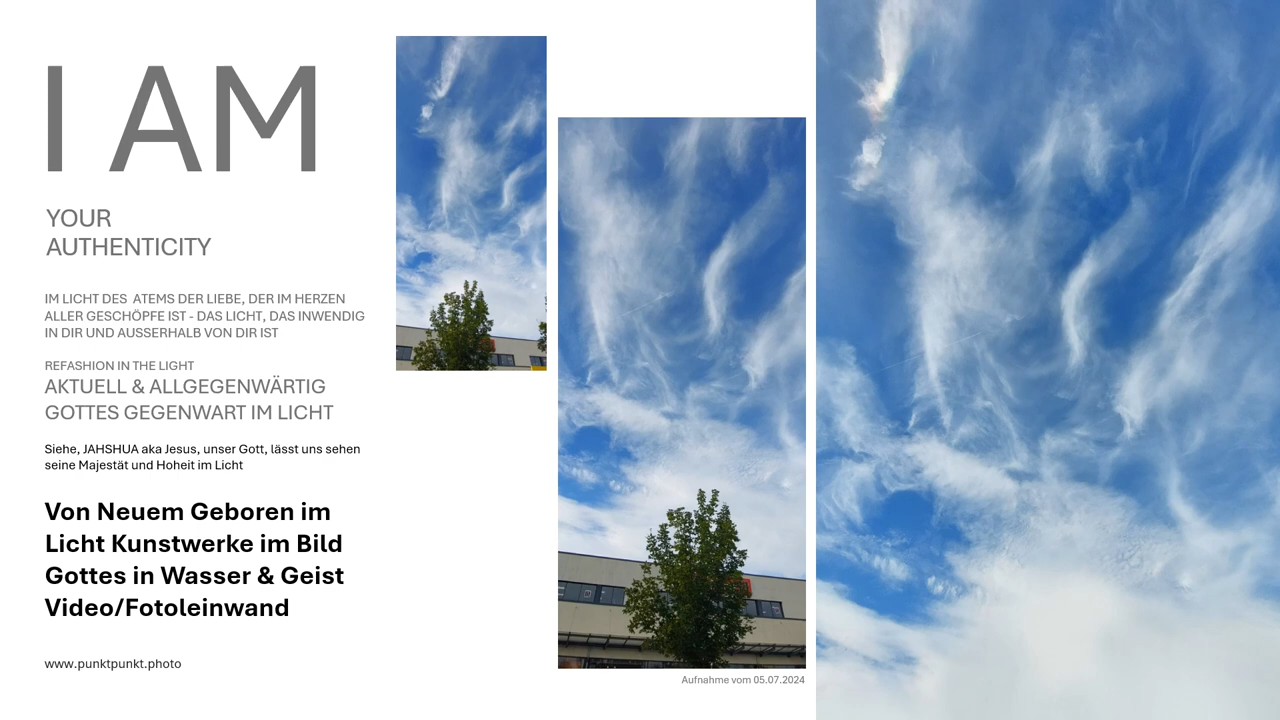 I AM
YOUR
AUTHENTICITY
IM LICHT DES  ATEMS DER LIEBE, DER IM HERZEN
ALLER GESCHÖPFE IST - DAS LICHT, DAS INWENDIG
IN DIR UND AUSSERHALB VON DIR IST
REFASHION IN THE LIGHT
AKTUELL & ALLGEGENWÄRTIG
GOTTES GEGENWART IM LICHT
Siehe, JAHSHUA aka Jesus, unser Gott, lässt uns sehen
seine Majestät und Hoheit im Licht
Von Neuem Geboren im
Licht Kunstwerke im Bild
Gottes in Wasser & Geist
Video/Fotoleinwand
www.punktpunkt.photo
Aufnahme vom 05.07.2024